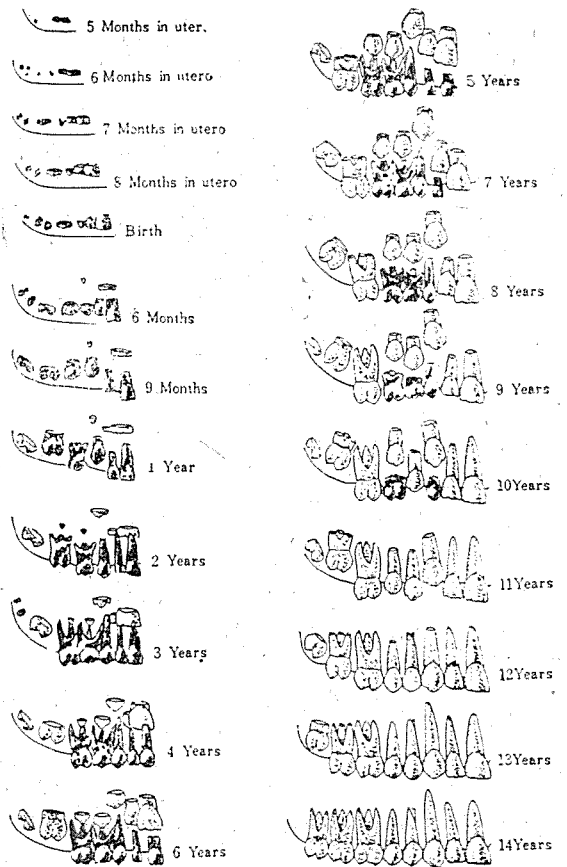 5 Months in uter.
6 Months in utero
7 Months in utero
8 Months in utero
Birth
6 Months
9 Months
1 Year
2 Years
3 Years
4 Years
6 Years
5 Years
7 Years
8 Years
9 Years
10Years
11Years
12Years
13Years
14Years